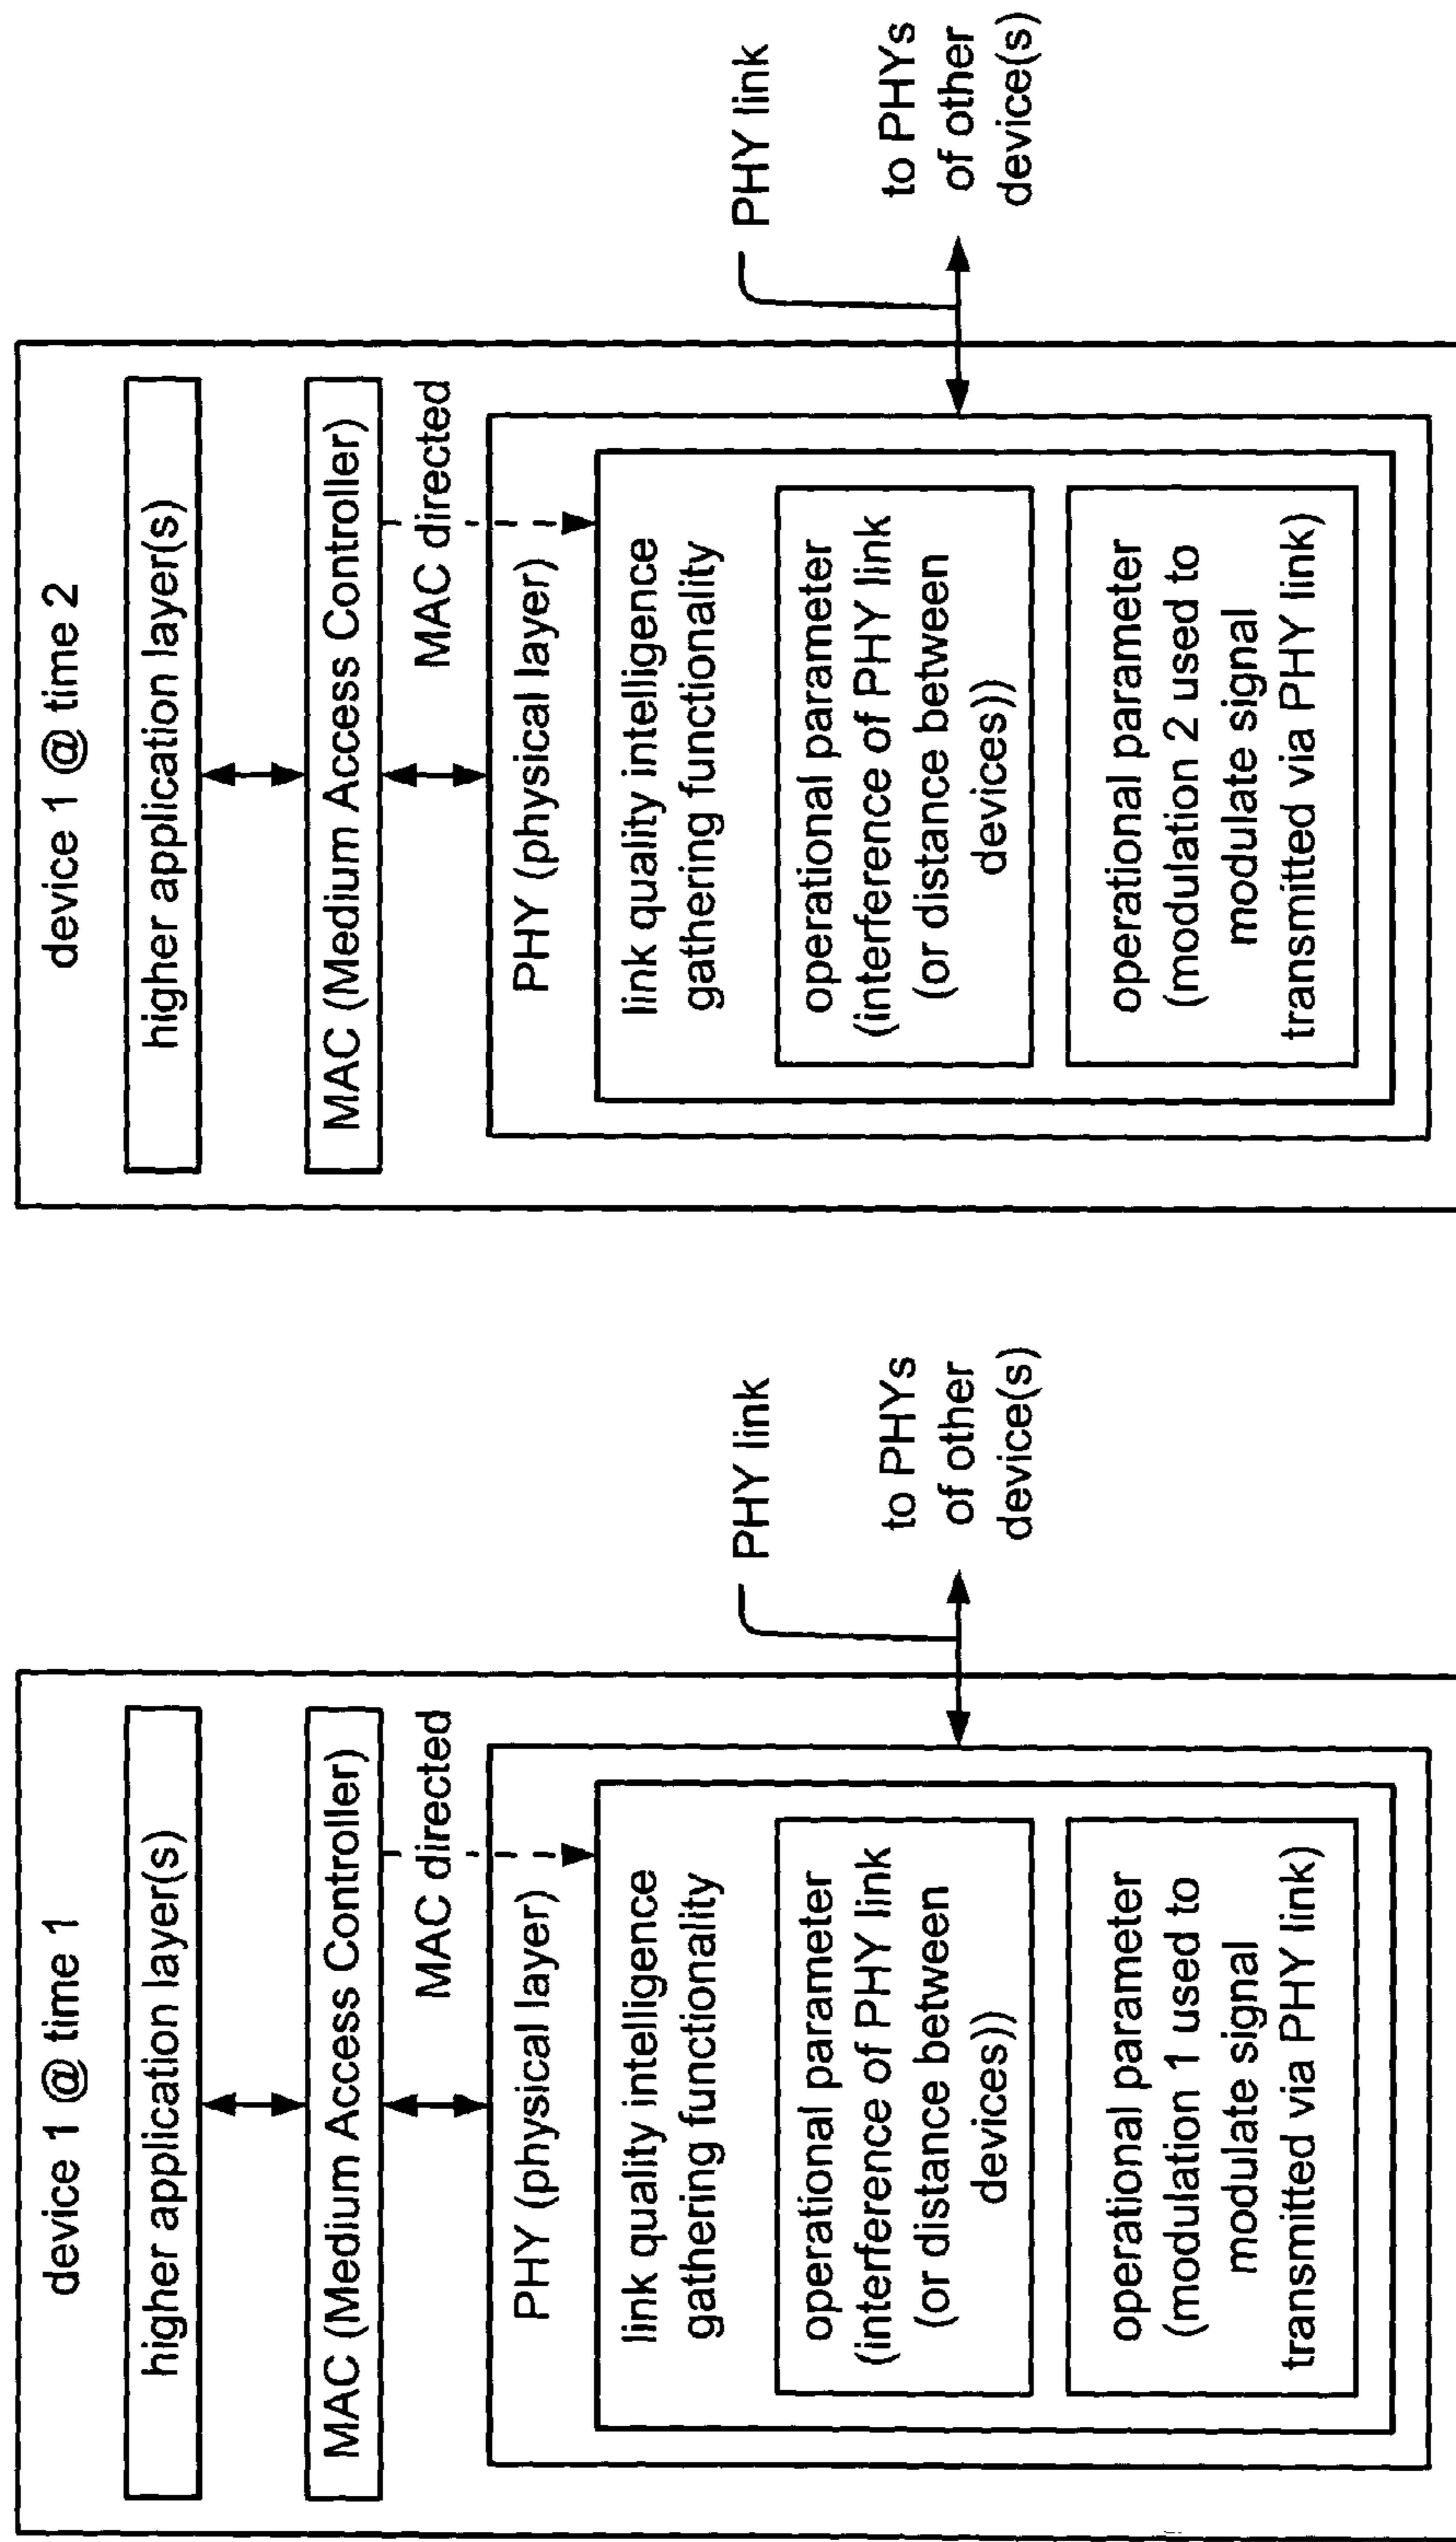 device 1 @ time 1
higher application layer(s)
MAC (Medium Access Controller)
MAC directed
PHY (physical layer)
link quality intelligence
gathering functionality
operational parameter
(interference of PHY link
(or distance between
devices))
operational parameter
(modulation 1 used to
modulate signal
transmitted via PHY link)
PHY link
to PHYs
of other
device(s)
device 1 @ time 2
higher application layer(s)
MAC (Medium Access Controller)
MAC directed
PHY (physical layer)
link quality intelligence
gathering functionality
operational parameter
(interference of PHY link
(or distance between
devices))
operational parameter
(modulation 2 used to
modulate signal
transmitted via PHY link)
PHY link
to PHYs
of other
device(s)